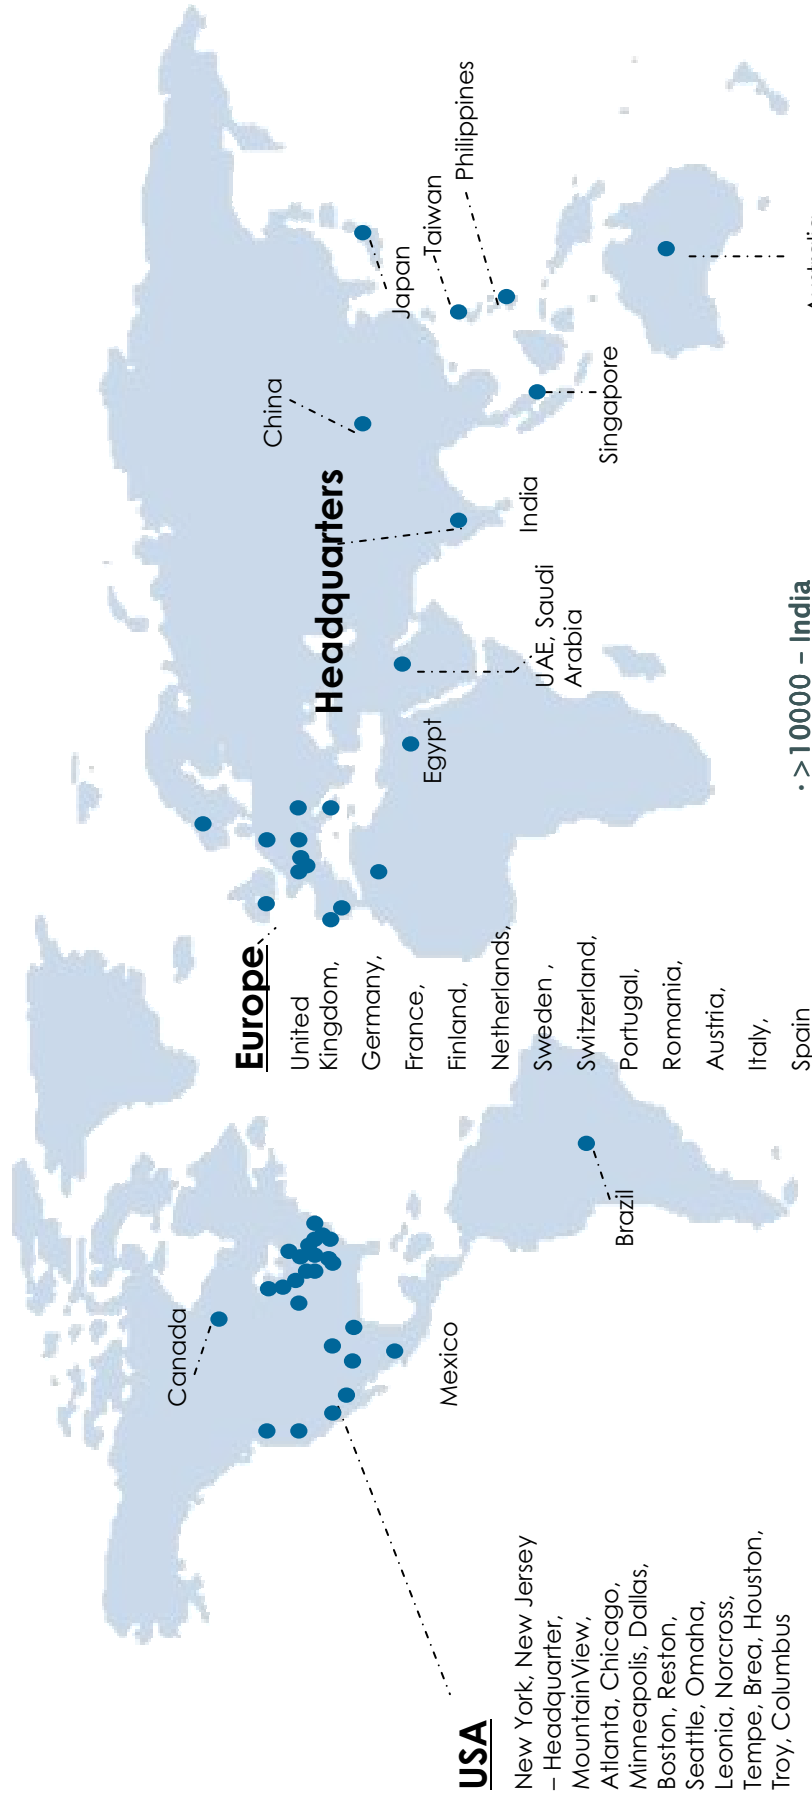 Canada
Mexico
Brazil
USA
New York, New Jersey
– Headquarter,
MountainView,
Atlanta, Chicago,
Minneapolis, Dallas,
Boston, Reston,
Seattle, Omaha,
Leonia, Norcross,
Tempe, Brea, Houston,
Troy, Columbus
Europe
United
Kingdom,
Germany,
France,
Finland,
Netherlands,
Sweden ,
Switzerland,
Portugal,
Romania,
Austria,
Italy,
Spain
Headquarters
Egypt
UAE, Saudi
Arabia
India
China
Japan
Taiwan
Philippines
Singapore
· >10000 – India